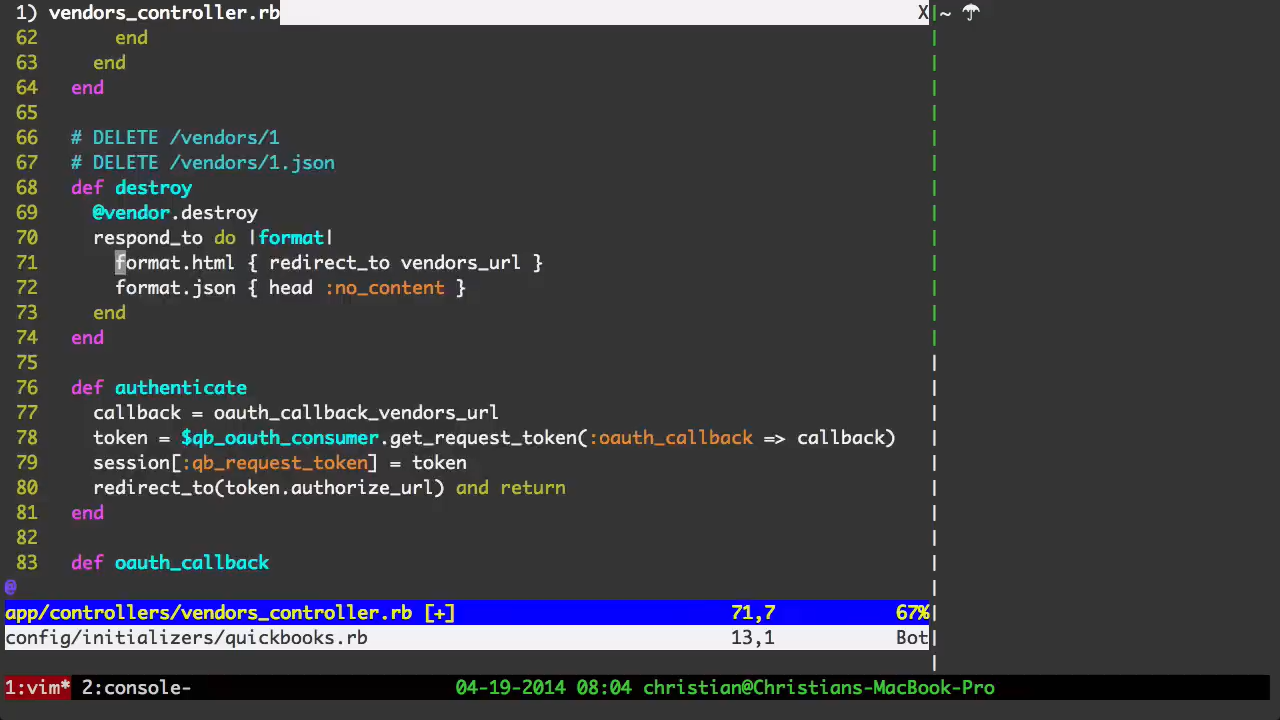 1) vendors_controller.rb X|~ ☂
62       end
63     end
64   end
65
66   # DELETE /vendors/1
67   # DELETE /vendors/1.json
68   def destroy
69     @vendor.destroy
70     respond_to do |format|
71       format.html { redirect_to vendors_url }
72       format.json { head :no_content }
73     end
74   end
75
76   def authenticate
77     callback = oauth_callback_vendors_url
78     token = $qb_oauth_consumer.get_request_token(:oauth_callback => callback)
79     session[:qb_request_token] = token
80     redirect_to(token.authorize_url) and return
81   end
82
83   def oauth_callback
@
app/controllers/vendors_controller.rb [+] 71,7 67%
config/initializers/quickbooks.rb 13,1 Bot
1:vim* 2:console- 04-19-2014 08:04 christian@Christians-MacBook-Pro